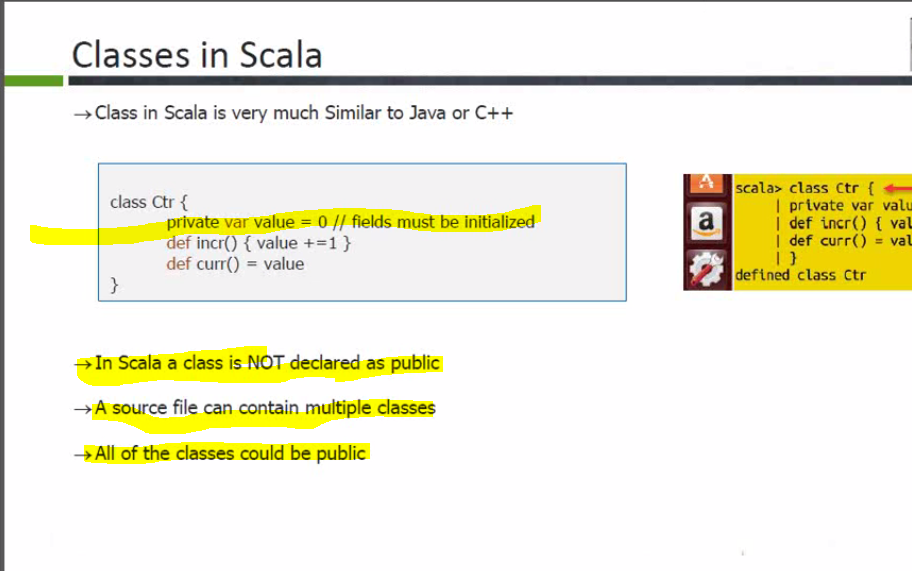 Classes in Scala
→Class in Scala is very much Similar to Java or C++
class Ctr {
private var value = 0 // fields must be initialized
def incr() { value +=1 }
def curr() = value
}
scala> class Ctr {
| private var valu
| def incr() { val
| def curr() = val
| }
defined class Ctr
→In Scala a class is NOT declared as public
→A source file can contain multiple classes
→All of the classes could be public